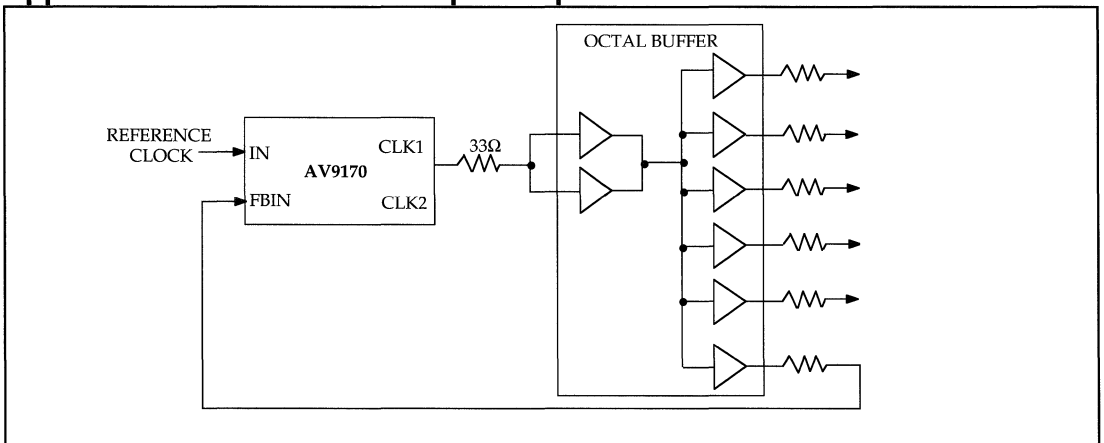 OCTAL BUFFER
REFERENCE
CLOCK
IN
CLK1
33Ω
AV9170
FBIN
CLK2